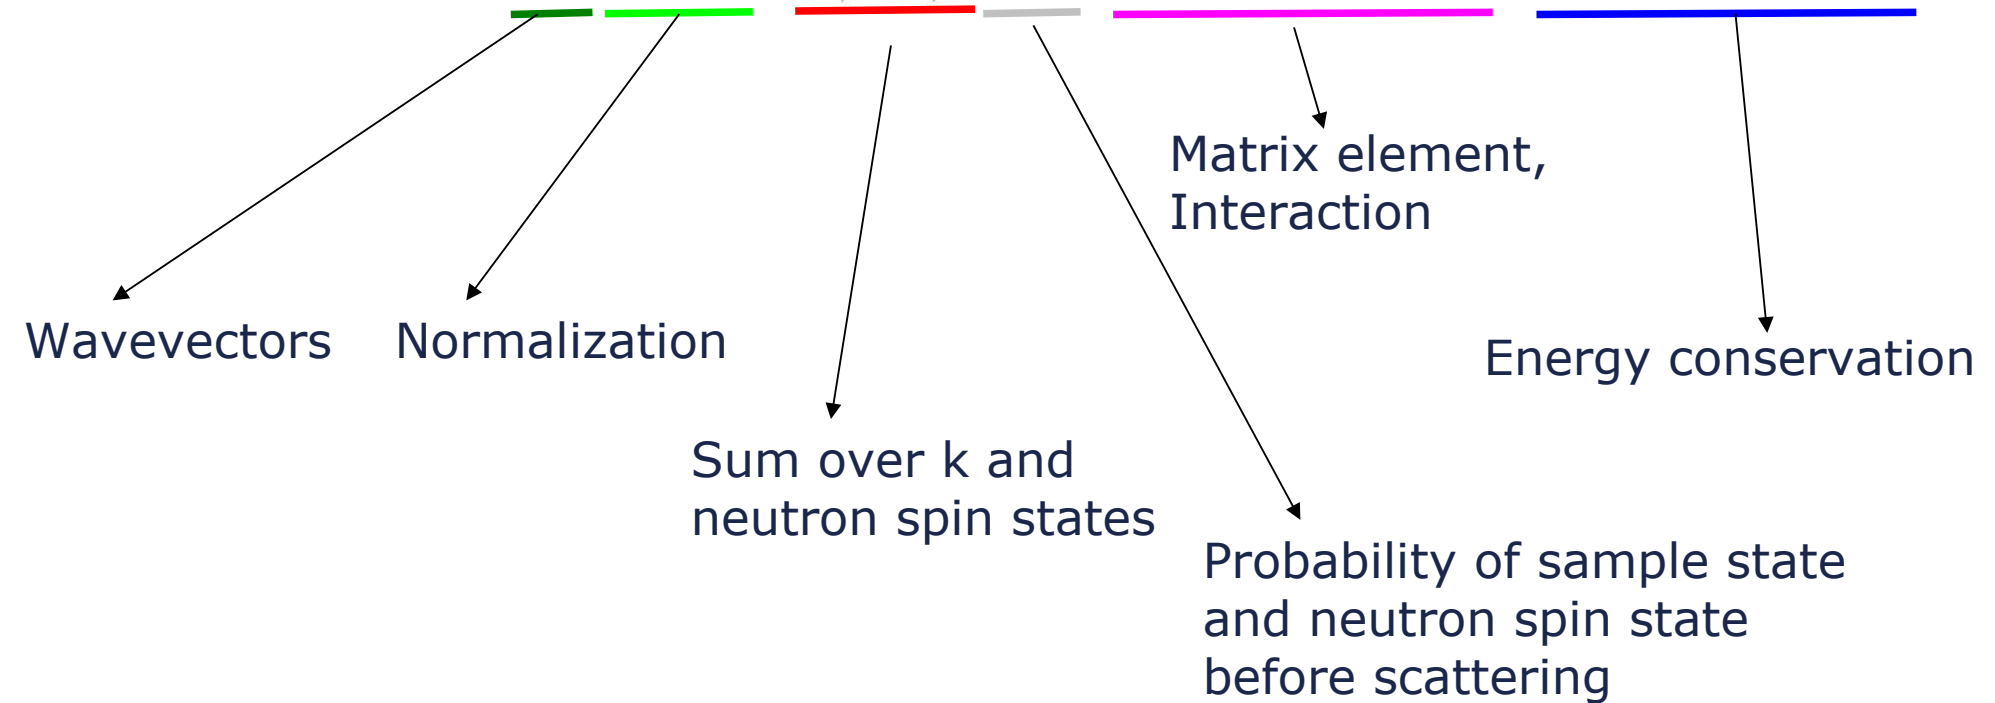 Matrix element,
Interaction
Wavevectors
Normalization
Energy conservation
Sum over k and
neutron spin states
Probability of sample state
and neutron spin state
before scattering